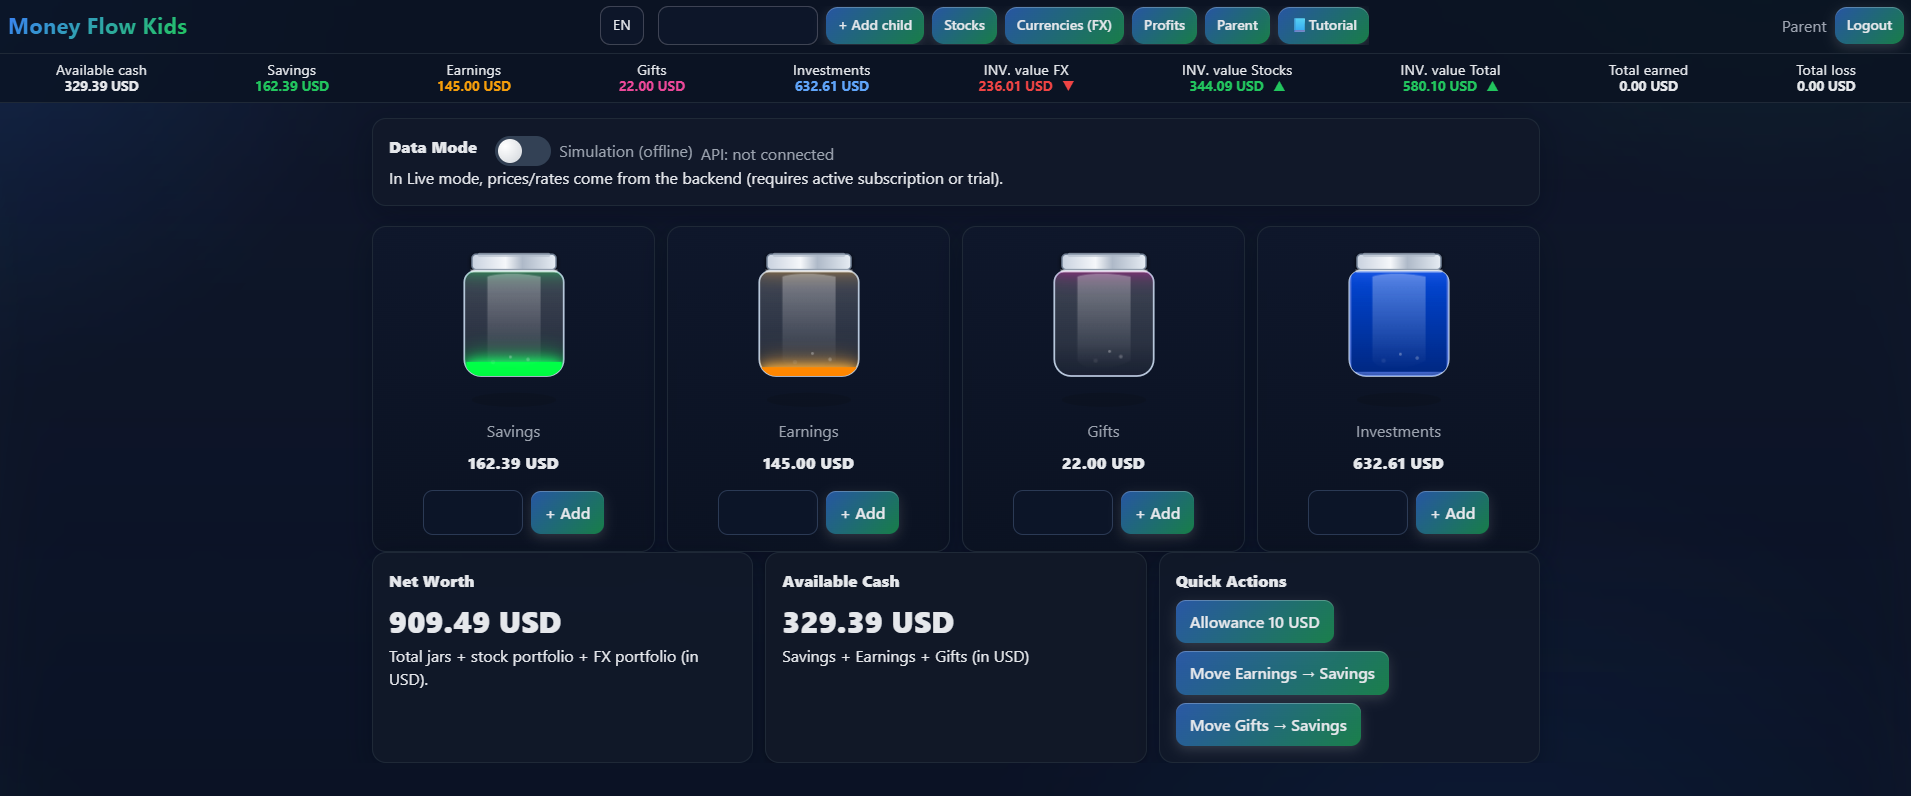 Money Flow Kids
EN
+ Add child
Stocks
Currencies (FX)
Profits
Parent
Tutorial
Parent
Logout
Available cash
329.39 USD
Savings
162.39 USD
Earnings
145.00 USD
Gifts
22.00 USD
Investments
632.61 USD
INV. value FX
236.01 USD ▼
INV. value Stocks
344.09 USD ▲
INV. value Total
580.10 USD ▲
Total earned
0.00 USD
Total loss
0.00 USD
Data Mode
Simulation (offline)
API: not connected
In Live mode, prices/rates come from the backend (requires active subscription or trial).
Savings
162.39 USD
+ Add
Earnings
145.00 USD
+ Add
Gifts
22.00 USD
+ Add
Investments
632.61 USD
+ Add
Net Worth
909.49 USD
Total jars + stock portfolio + FX portfolio (in
USD).
Available Cash
329.39 USD
Savings + Earnings + Gifts (in USD)
Quick Actions
Allowance 10 USD
Move Earnings → Savings
Move Gifts → Savings